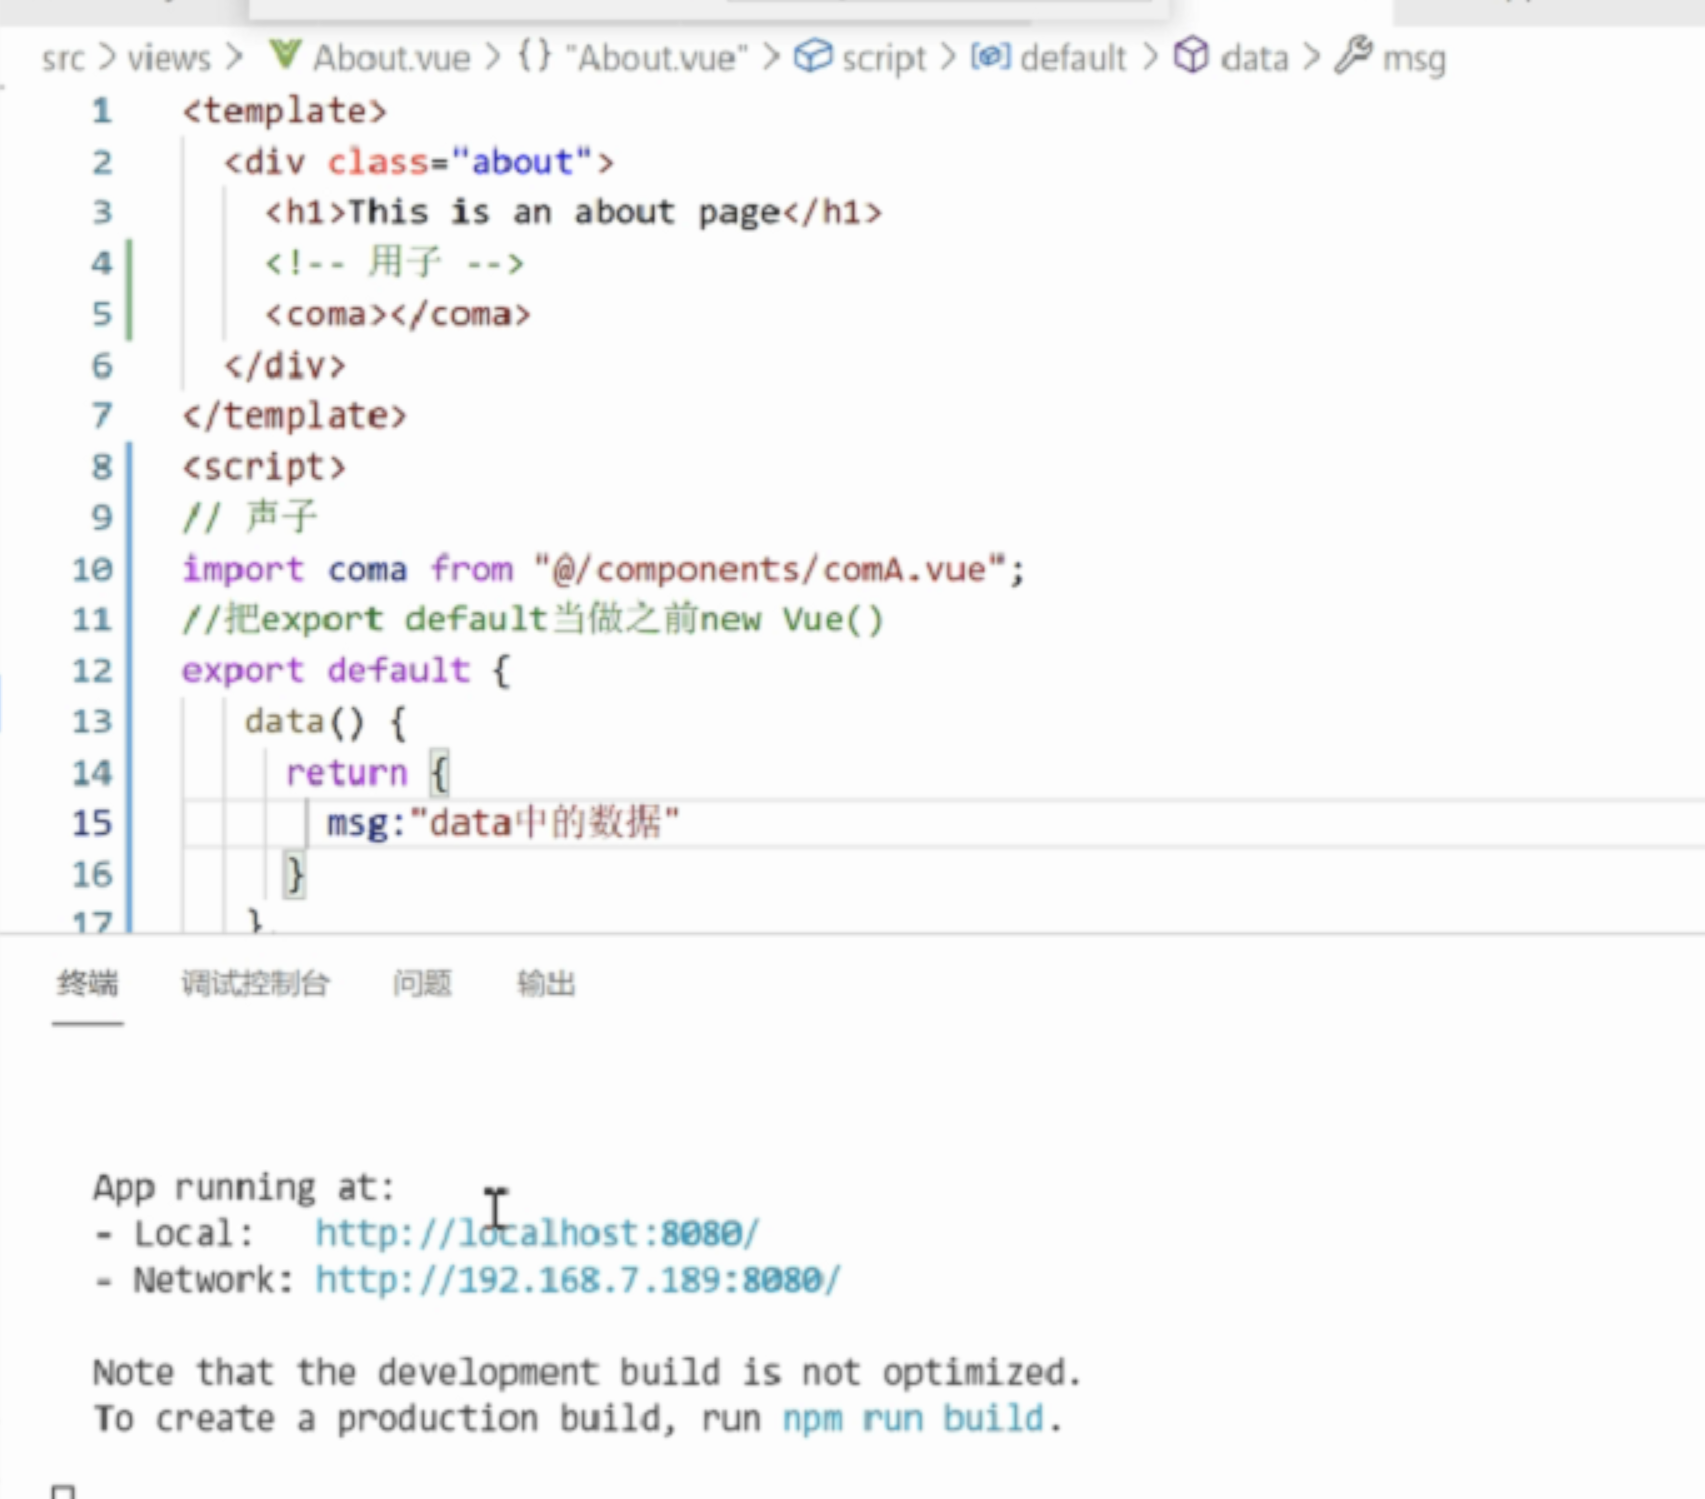 src > views > About.vue > {} "About.vue" > script > default > data > msg
1 <template>
2 <div class="about">
3 <h1>This is an about page</h1>
4 <!-- 用子 -->
5 <coma></coma>
6 </div>
7 </template>
8 <script>
9 // 声子
10 import coma from "@/components/comA.vue";
11 //把export default当做之前new Vue()
12 export default {
13 data() {
14 return {
15 msg:"data中的数据"
16 }
17 }
终端 调试控制台 问题 输出
App running at:
- Local: http://localhost:8080/
- Network: http://192.168.7.189:8080/
Note that the development build is not optimized.
To create a production build, run npm run build.